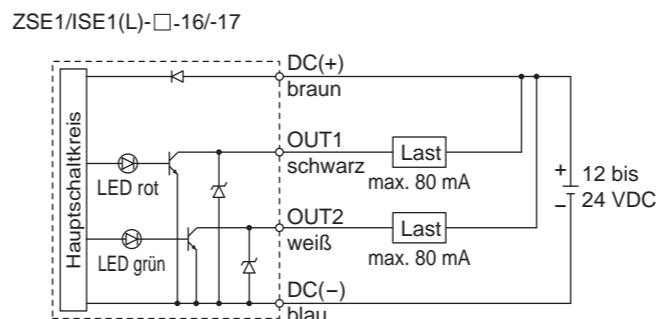 ZSE1/ISE1(L)-□-16/-17
Hauptschaltkreis
DC(+)
braun
LED rot
OUT1
schwarz
Last
max. 80 mA
LED grün
OUT2
weiß
Last
max. 80 mA
+
−
12 bis
24 VDC
DC(−)
blau